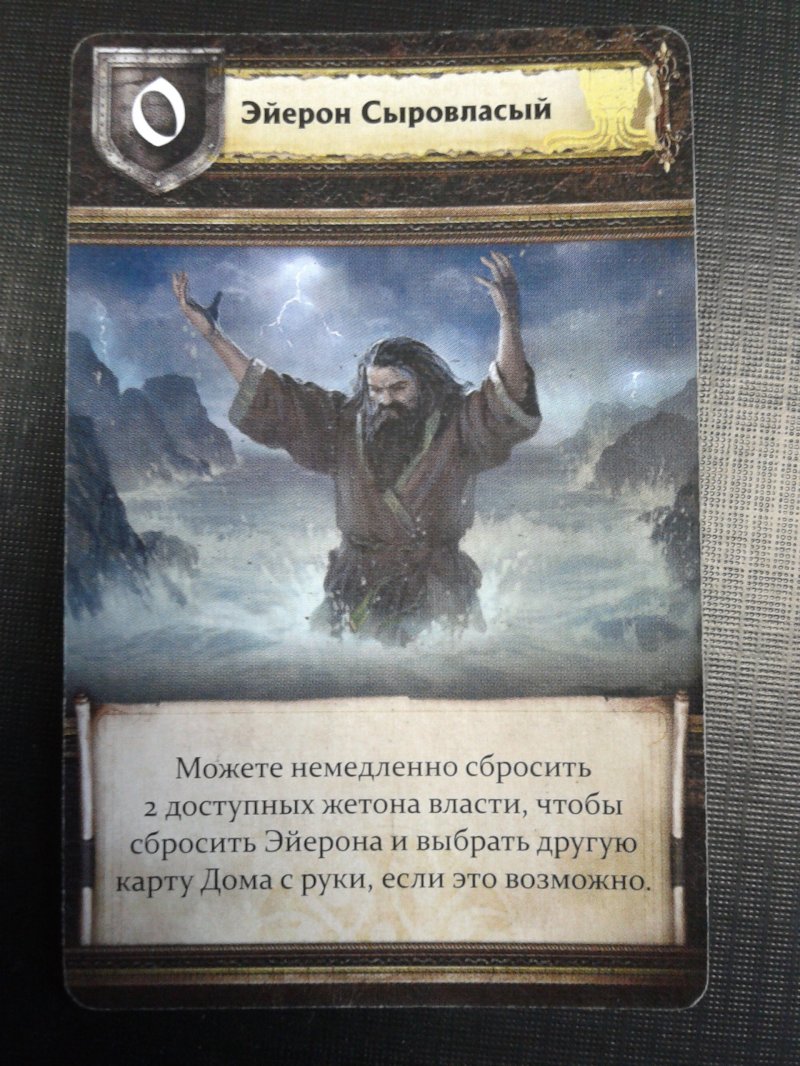 0
Эйерон Сыровласый
Можете немедленно сбросить
2 доступных жетона власти, чтобы
сбросить Эйерона и выбрать другую
карту Дома с руки, если это возможно.